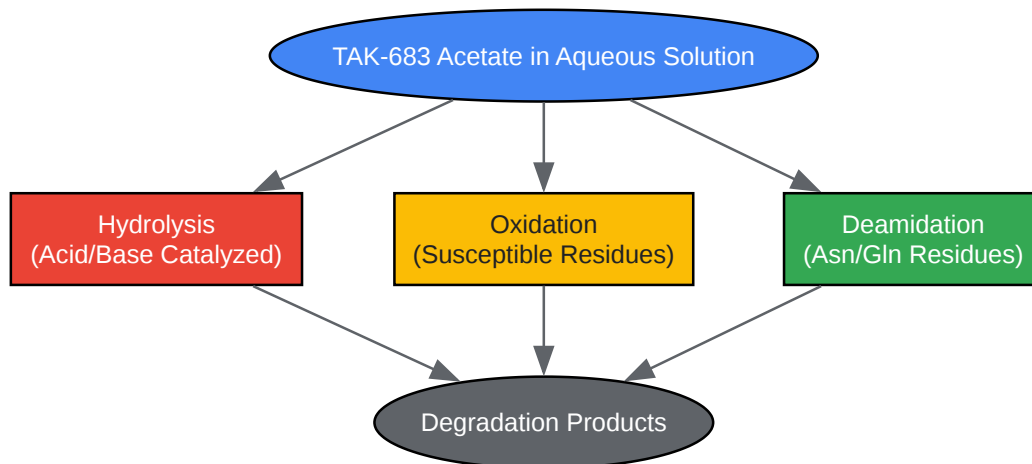 TAK-683 Acetate in Aqueous Solution
Hydrolysis
(Acid/Base Catalyzed)
Oxidation
(Susceptible Residues)
Deamidation
(Asn/Gln Residues)
Degradation Products